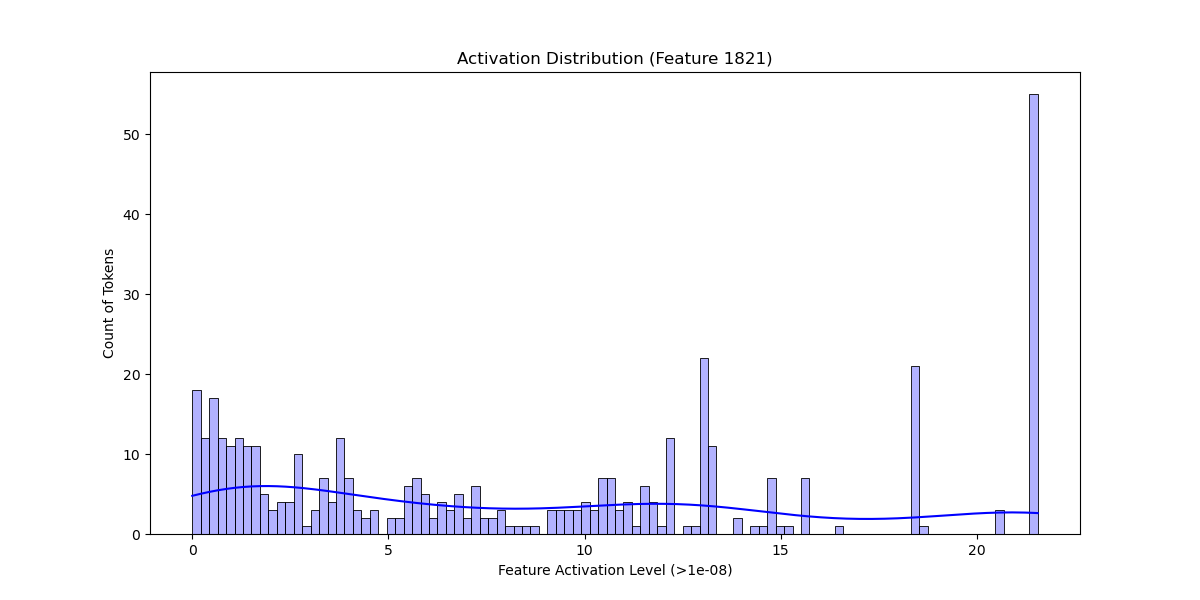 Activation Distribution (Feature 1821)
Count of Tokens
50
40
30
20
10
0
0 5 10 15 20
Feature Activation Level (>1e-08)